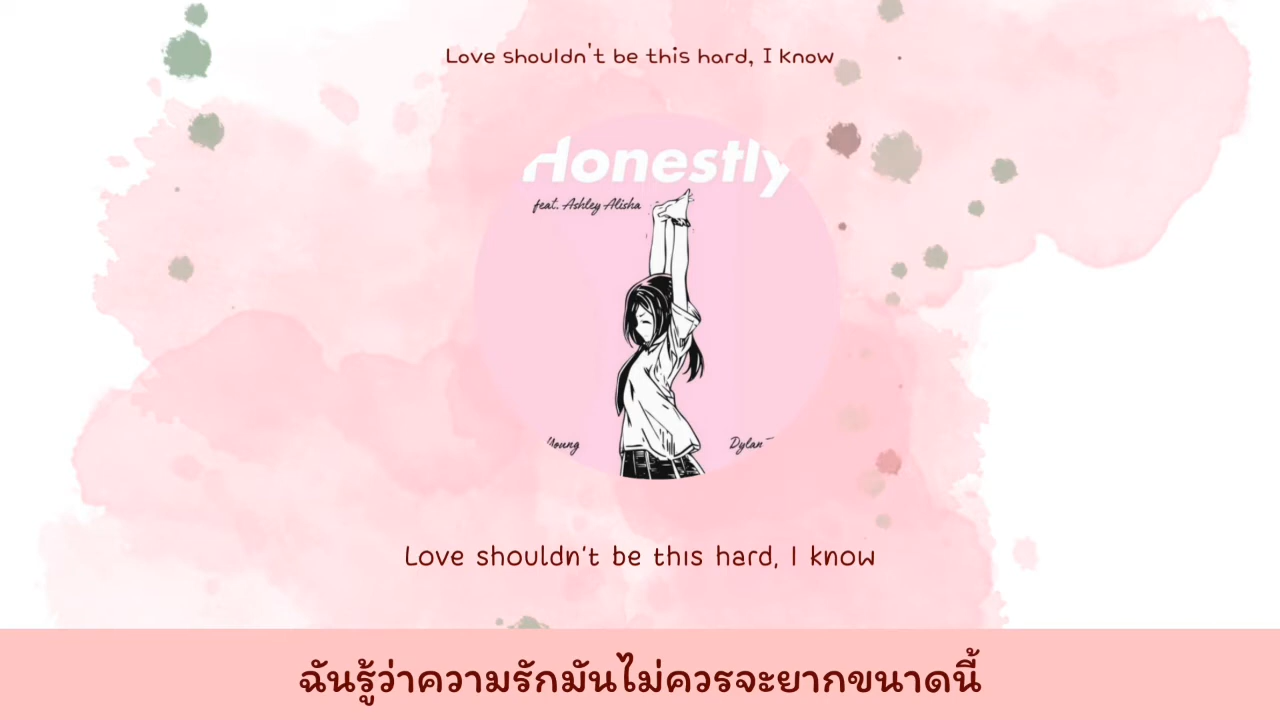 Love shouldn't be this hard, I know
Honestly
feat. Ashley Alisha
Young
Dylan
Love shouldn't be this hard, I know
ฉันรู้ว่าความรักมันไม่ควรจะยากขนาดนี้